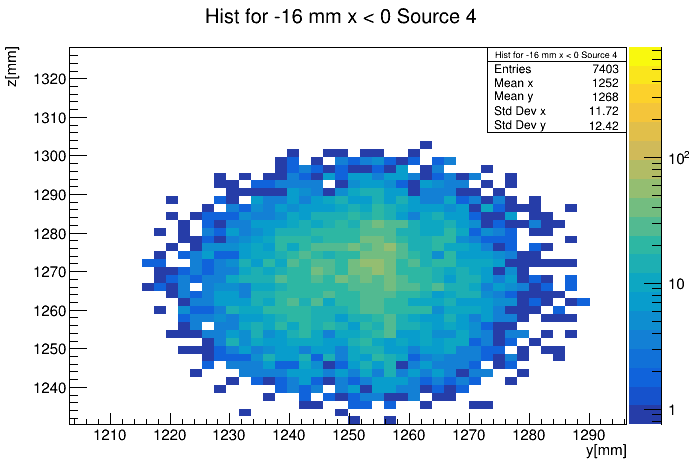 Hist for -16 mm x < 0 Source 4
z[mm]
Hist for -16 mm x < 0 Source 4
Entries 7403
Mean x 1252
Mean y 1268
Std Dev x 11.72
Std Dev y 12.42
1320
1310
1300
1290
1280
1270
1260
1250
1240
10²
10
1
1210 1220 1230 1240 1250 1260 1270 1280 1290
y[mm]